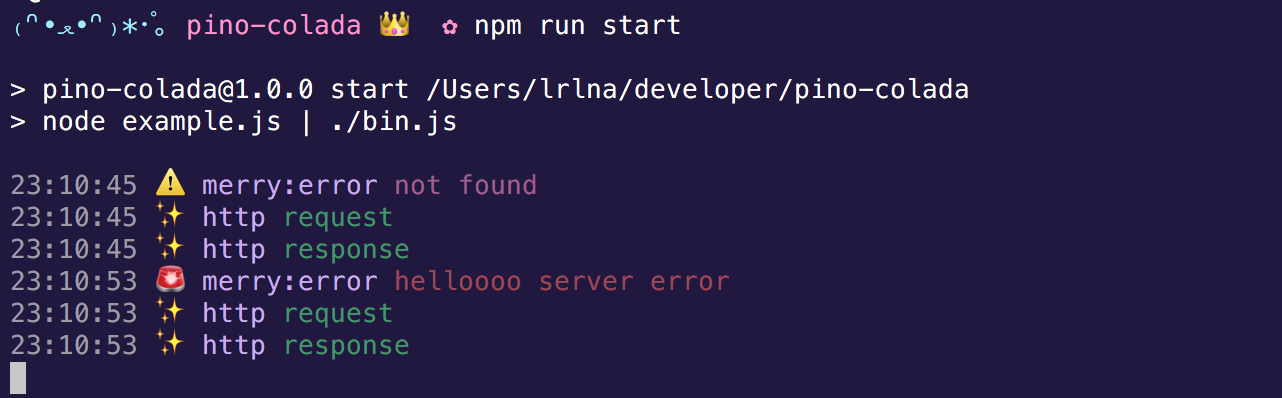 ₍ᐢ•ﻌ•ᐢ₎*･ﾟ｡ pino-colada 👑 ✿ npm run start
> pino-colada@1.0.0 start /Users/lrlna/developer/pino-colada
> node example.js | ./bin.js
23:10:45 ⚠️ merry:error not found
23:10:45 ✨ http request
23:10:45 ✨ http response
23:10:53 🚨 merry:error helloooo server error
23:10:53 ✨ http request
23:10:53 ✨ http response